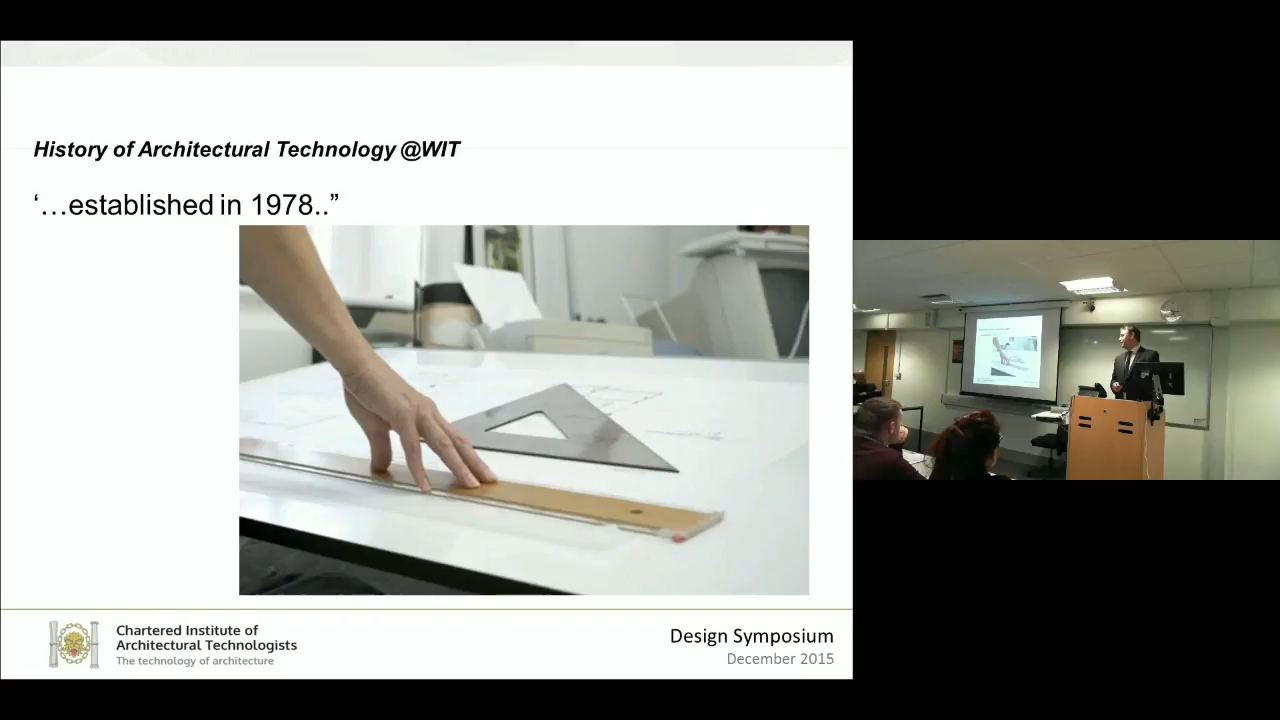 History of Architectural Technology @WIT
‘…established in 1978..”
Chartered Institute of
Architectural Technologists
The technology of architecture
Design Symposium
December 2015